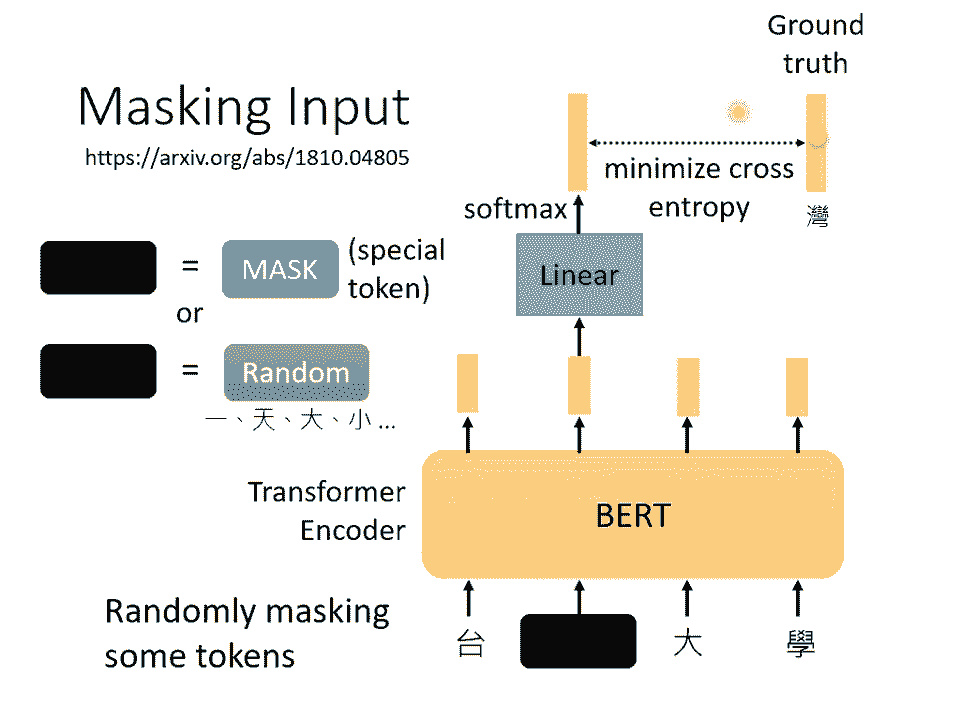 Masking Input
https://arxiv.org/abs/1810.04805
Ground
truth
minimize cross
entropy
灣
softmax
Linear
=
MASK
(special
token)
or
=
Random
一、天、大、小 ...
Transformer
Encoder
BERT
Randomly masking
some tokens
台
大
學